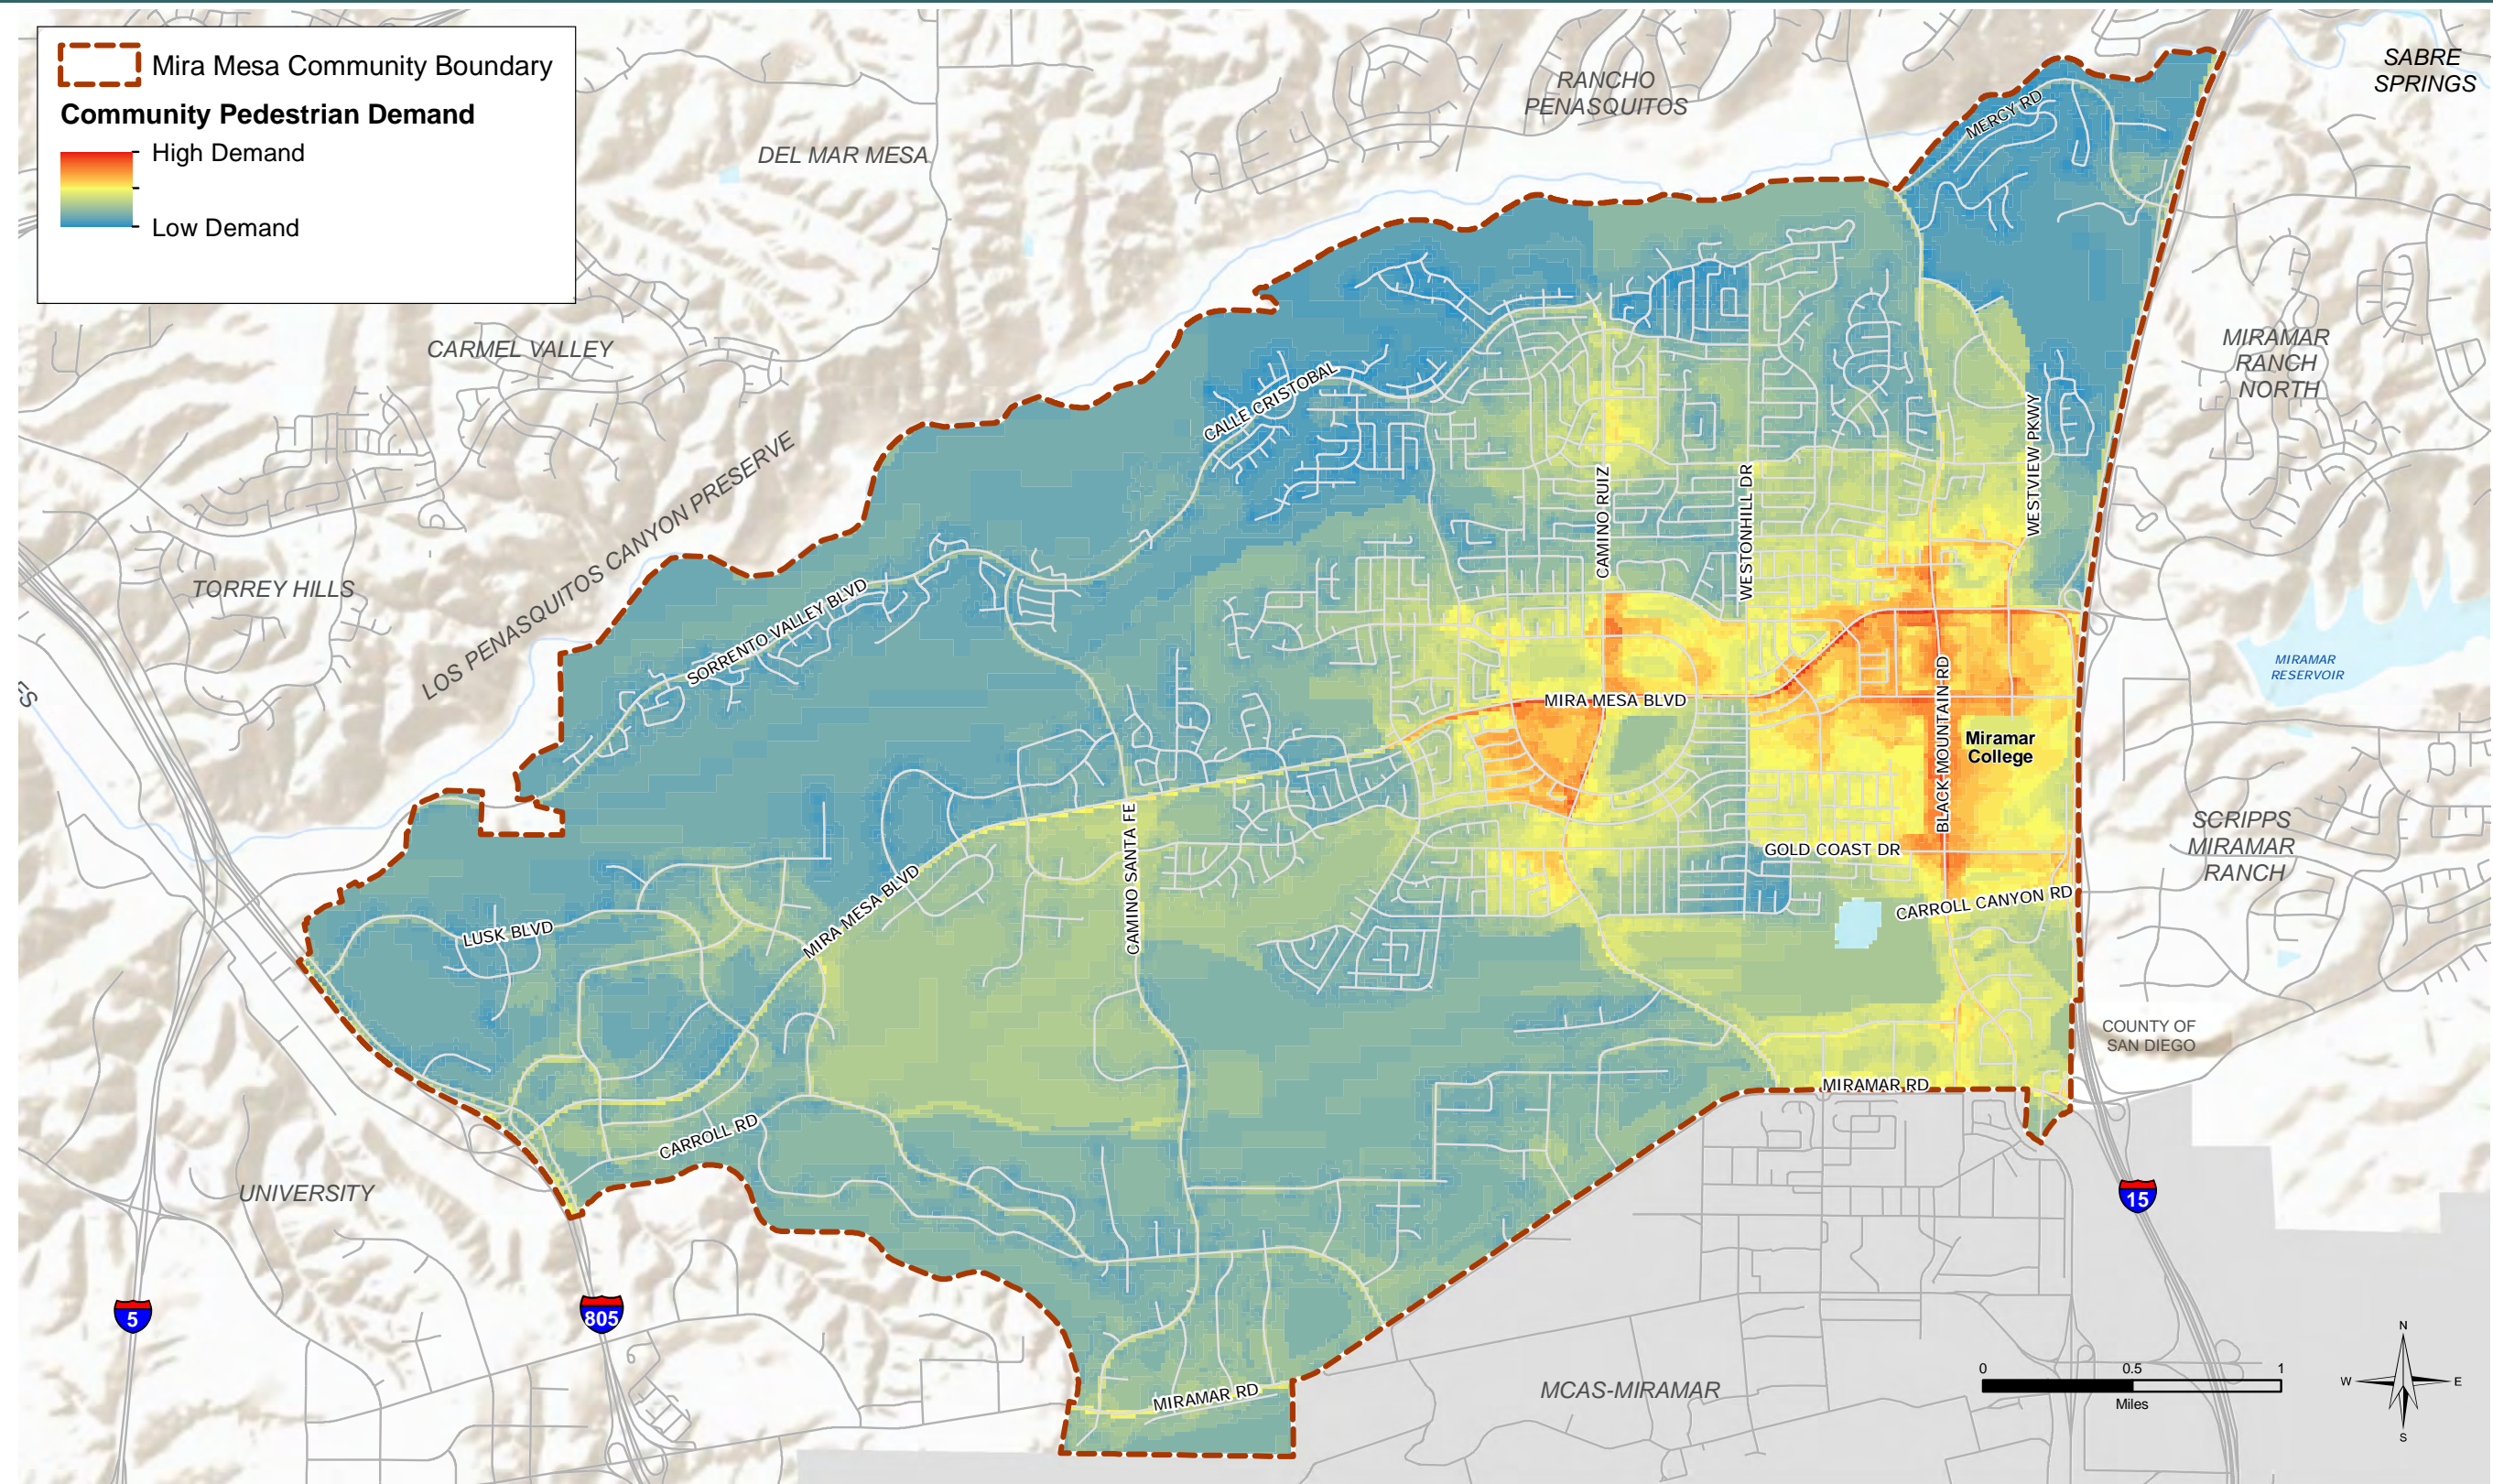 Mira Mesa Community Boundary
Community Pedestrian Demand
High Demand
Low Demand
SABRE
SPRINGS
RANCHO
PENASQUITOS
MERCY RD
DEL MAR MESA
CARMEL VALLEY
MIRAMAR
RANCH
NORTH
CALLE CRISTOBAL
WESTVIEW PKWY
LOS PENASQUITOS CANYON PRESERVE
CAMINO RUIZ
WESTONHILL DR
TORREY HILLS
SORRENTO VALLEY BLVD
MIRAMAR
RESERVOIR
MIRA MESA BLVD
BLACK MOUNTAIN RD
Miramar
College
CAMINO SANTA FE
GOLD COAST DR
SCRIPPS
MIRAMAR
RANCH
MIRA MESA BLVD
CARROLL CANYON RD
LUSK BLVD
COUNTY OF
SAN DIEGO
MIRAMAR RD
CARROLL RD
UNIVERSITY
15
5
805
MIRAMAR RD
MCAS-MIRAMAR
0 0.5 1
Miles
N
W E
S